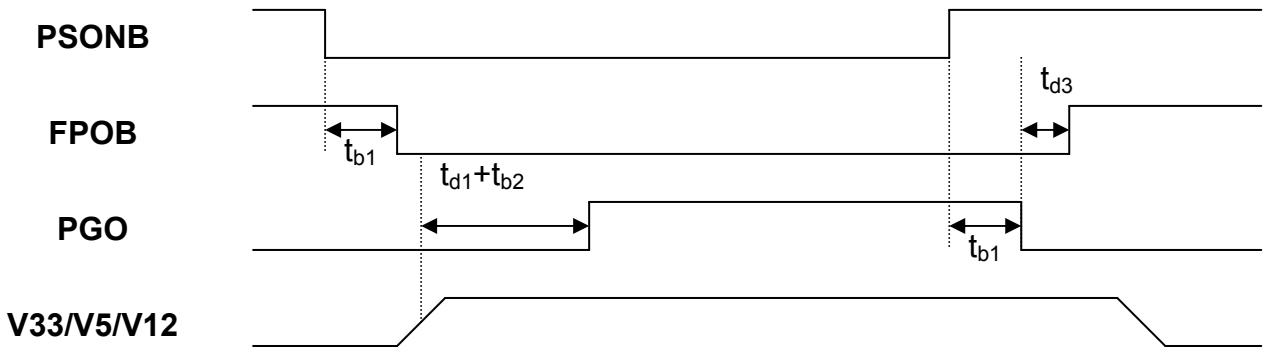 PSONB
t_d3
FPOB
t_b1
t_d1+t_b2
PGO
t_b1
V33/V5/V12